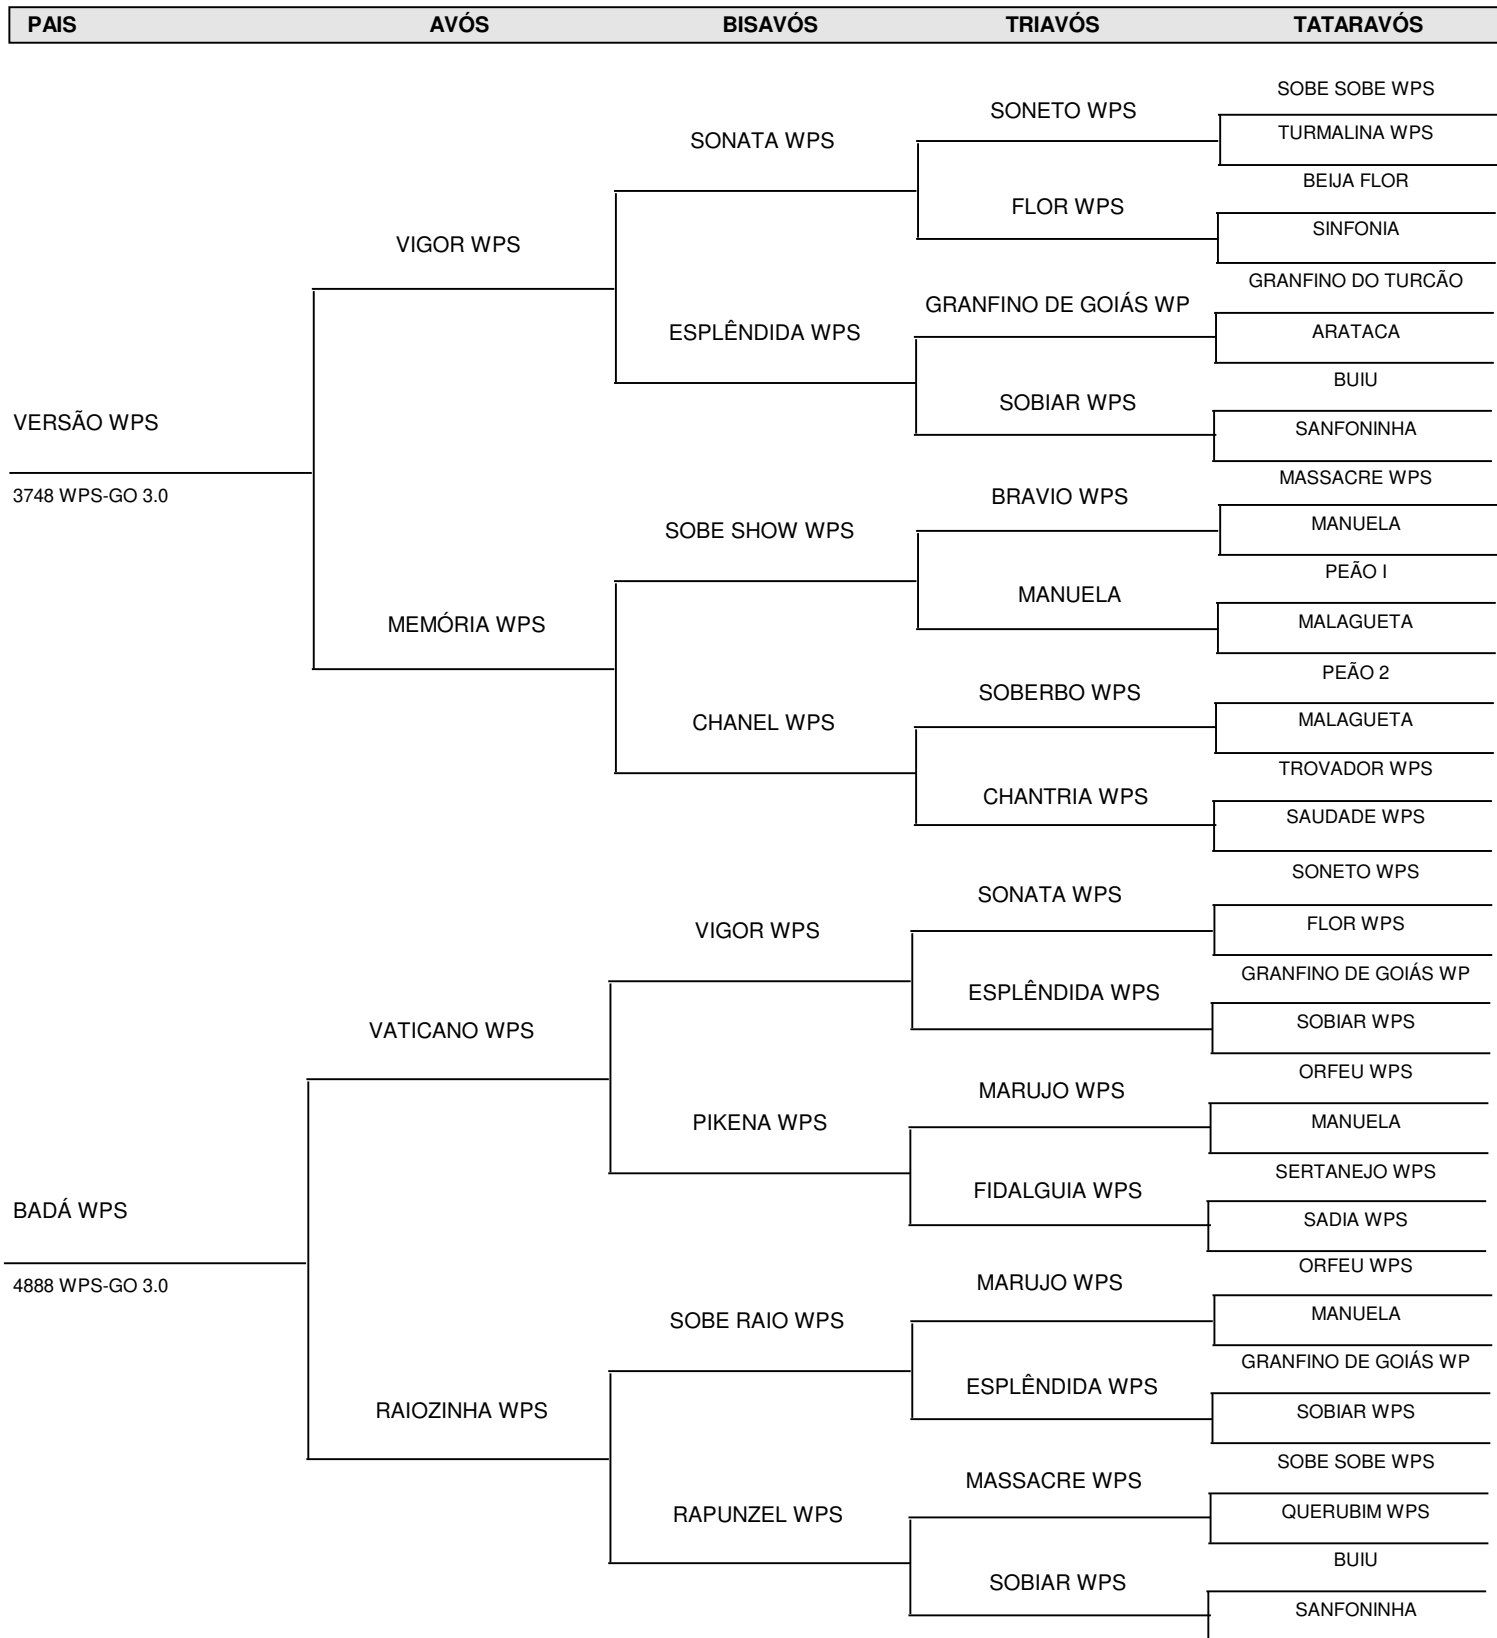 PAIS AVÓS BISAVÓS TRIAVÓS TATARAVÓS
SOBE SOBE WPS
SONETO WPS
TURMALINA WPS
SONATA WPS
BEIJA FLOR
FLOR WPS
SINFONIA
VIGOR WPS
GRANFINO DO TURCÃO
GRANFINO DE GOIÁS WP
ARATACA
ESPLÊNDIDA WPS
BUIU
SOBIAR WPS
VERSÃO WPS
SANFONINHA
MASSACRE WPS
3748 WPS-GO 3.0
BRAVIO WPS
MANUELA
SOBE SHOW WPS
PEÃO I
MANUELA
MALAGUETA
MEMÓRIA WPS
PEÃO 2
SOBERBO WPS
MALAGUETA
CHANEL WPS
TROVADOR WPS
CHANTRIA WPS
SAUDADE WPS
SONETO WPS
SONATA WPS
FLOR WPS
VIGOR WPS
GRANFINO DE GOIÁS WP
ESPLÊNDIDA WPS
SOBIAR WPS
VATICANO WPS
ORFEU WPS
MARUJO WPS
MANUELA
PIKENA WPS
SERTANEJO WPS
FIDALGUIA WPS
BADÁ WPS
SADIA WPS
ORFEU WPS
4888 WPS-GO 3.0
MARUJO WPS
MANUELA
SOBE RAIO WPS
GRANFINO DE GOIÁS WP
ESPLÊNDIDA WPS
RAIOZINHA WPS
SOBIAR WPS
SOBE SOBE WPS
MASSACRE WPS
QUERUBIM WPS
RAPUNZEL WPS
BUIU
SOBIAR WPS
SANFONINHA